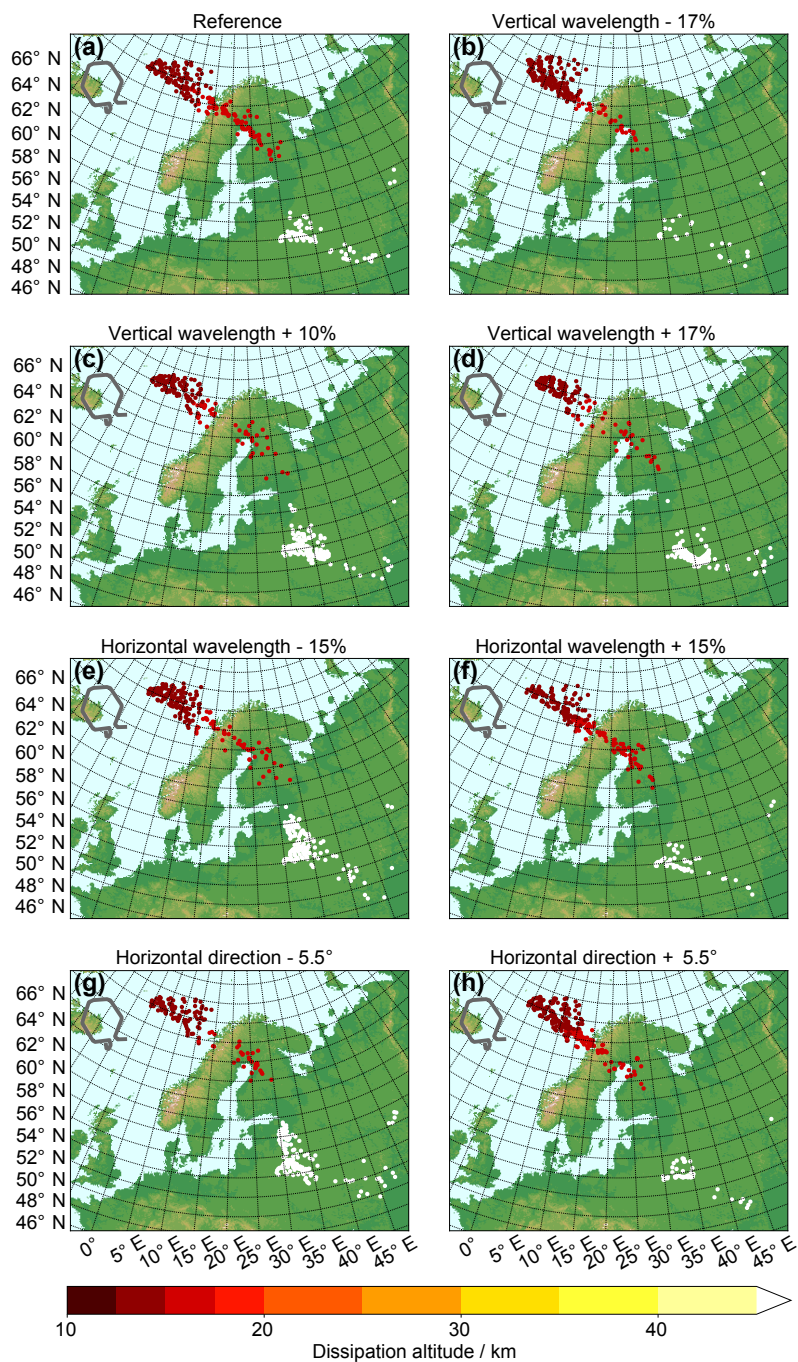 Reference
Vertical wavelength - 17%
(a)
(b)
66° N
64° N
62° N
60° N
58° N
56° N
54° N
52° N
50° N
48° N
46° N
Vertical wavelength + 10%
Vertical wavelength + 17%
(c)
(d)
66° N
64° N
62° N
60° N
58° N
56° N
54° N
52° N
50° N
48° N
46° N
Horizontal wavelength - 15%
Horizontal wavelength + 15%
(e)
(f)
66° N
64° N
62° N
60° N
58° N
56° N
54° N
52° N
50° N
48° N
46° N
Horizontal direction - 5.5°
Horizontal direction + 5.5°
(g)
(h)
66° N
64° N
62° N
60° N
58° N
56° N
54° N
52° N
50° N
48° N
46° N
0° 5° E 10° E 15° E 20° E 25° E 30° E 35° E 40° E 45° E 0° 5° E 10° E 15° E 20° E 25° E 30° E 35° E 40° E 45° E
10 20 30 40
Dissipation altitude / km